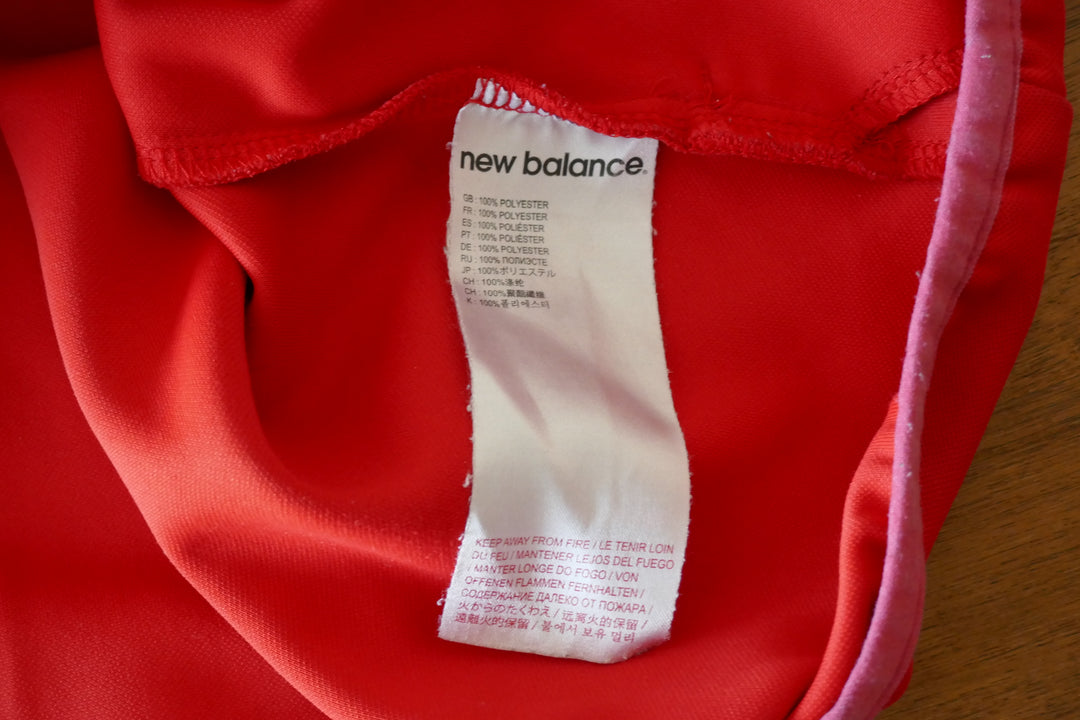 new balance.
GB : 100% POLYESTER
FR : 100% POLYESTER
ES : 100% POLIÉSTER
PT : 100% POLIÉSTER
DE : 100% POLYESTER
RU : 100% ПОЛИЭСТЕ
JP : 100%ポリエステル
CH : 100%涤纶
CH : 100%聚酯纖維
K : 100%폴리에스터
KEEP AWAY FROM FIRE / LE TENIR LOIN
DU FEU / MANTENER LEJOS DEL FUEGO
/ MANTER LONGE DO FOGO / VON
OFFENEN FLAMMEN FERNHALTEN /
СОДЕРЖАНИЕ ДАЛЕКО ОТ ПОЖАРА /
火からのたくわえ / 远离火的保留 /
遠離火的保留 / 불에서 보유 멀리